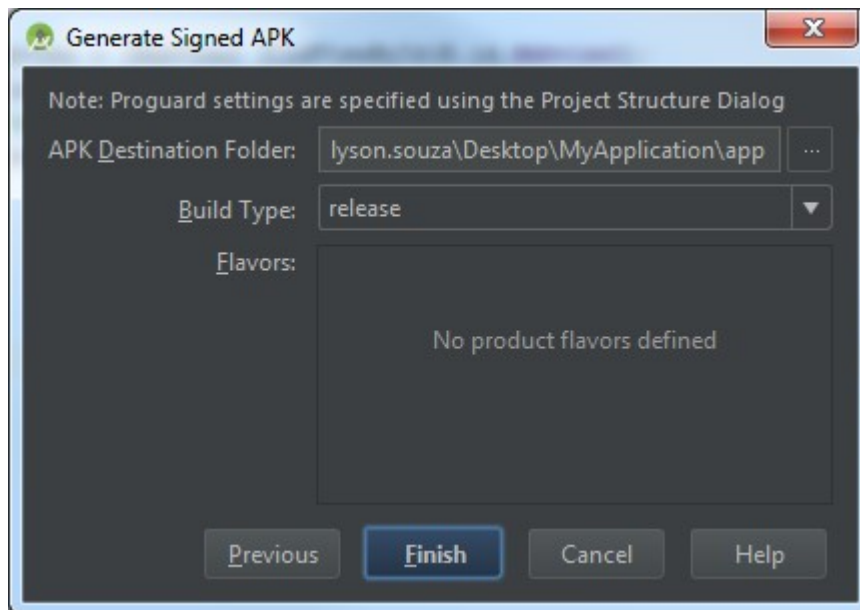 Generate Signed APK
Note: Proguard settings are specified using the Project Structure Dialog
APK Destination Folder: lyson.souza\Desktop\MyApplication\app ...
Build Type: release
Flavors:
No product flavors defined
Previous Finish Cancel Help